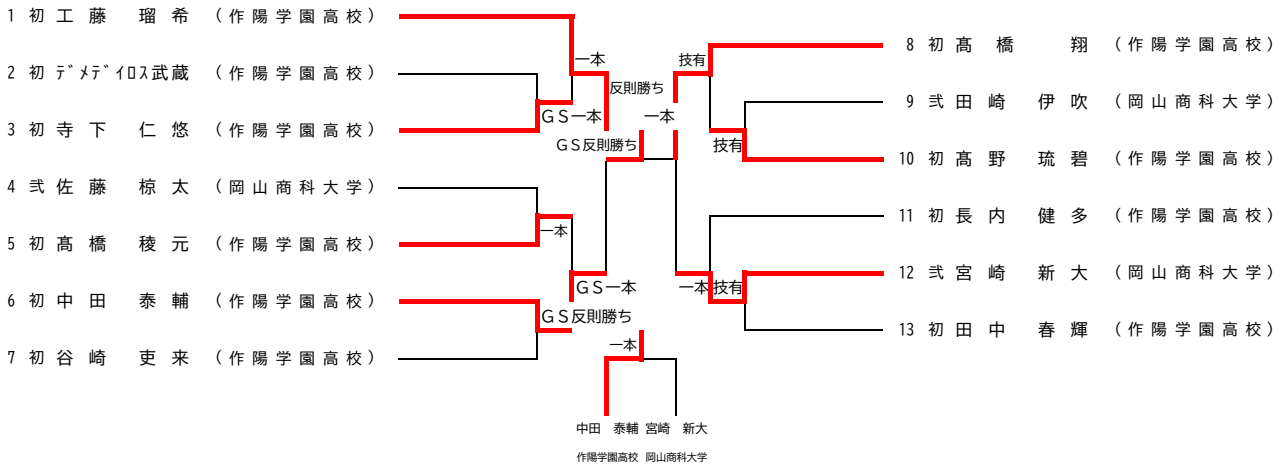 1 初 工 藤 瑠 希 (作陽学園高校)
2 初 ﾃﾞﾒﾃﾞｲﾛｽ武蔵 (作陽学園高校)
3 初 寺 下 仁 悠 (作陽学園高校)
4 弐 佐 藤 椋 太 (岡山商科大学)
5 初 髙 橋 稜 元 (作陽学園高校)
6 初 中 田 泰 輔 (作陽学園高校)
7 初 谷 崎 吏 来 (作陽学園高校)
一本
反則勝ち
ＧＳ一本
ＧＳ反則勝ち
一本
ＧＳ一本
ＧＳ反則勝ち
技有
一本
技有
一本
技有
8 初 髙 橋 翔 (作陽学園高校)
9 弐 田 崎 伊 吹 (岡山商科大学)
10 初 髙 野 琉 碧 (作陽学園高校)
11 初 長 内 健 多 (作陽学園高校)
12 弐 宮 崎 新 大 (岡山商科大学)
13 初 田 中 春 輝 (作陽学園高校)
一本
中田 泰輔 宮崎 新大
作陽学園高校 岡山商科大学